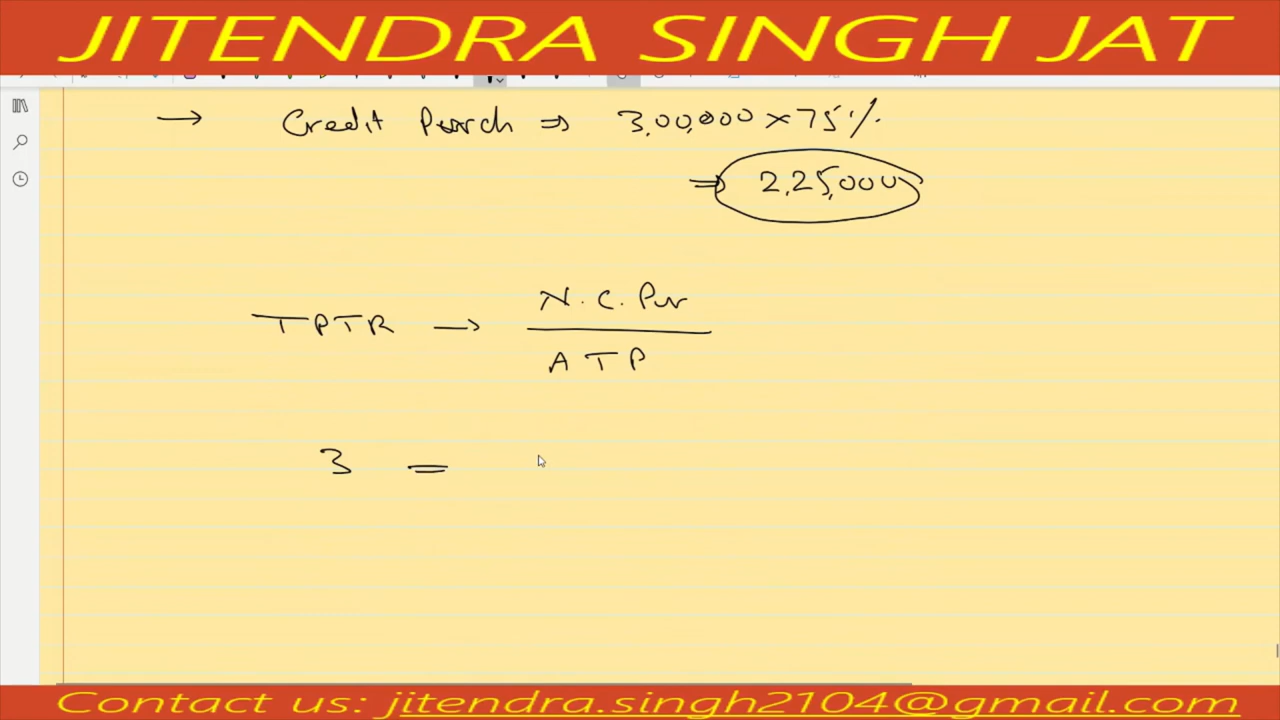 JITENDRA SINGH JAT
→ Credit Purch ⇒ 3,00,000 × 75%
⇒ 2,25,000
TPTR → N.C.Pur
ATP
3 =
Contact us: jitendra.singh2104@gmail.com